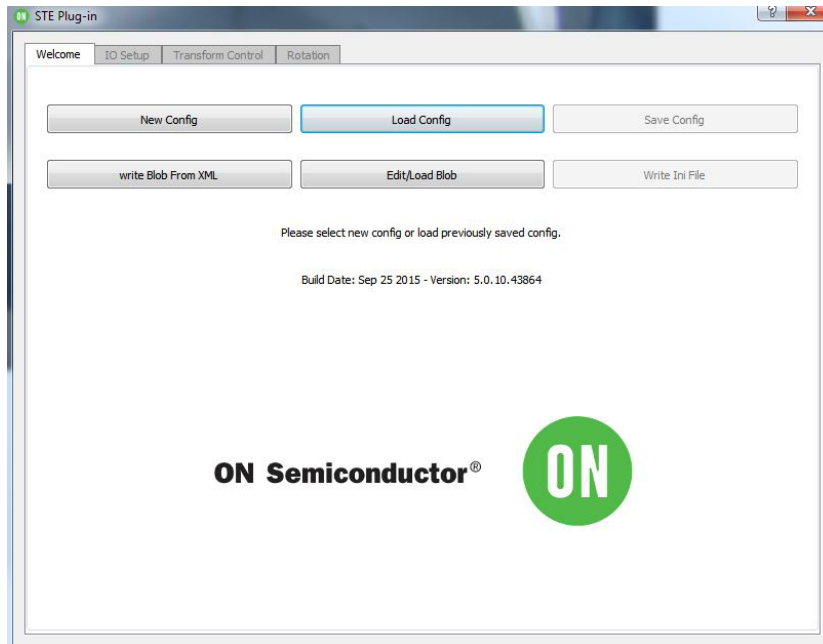 ON STE Plug-in
Welcome IO Setup Transform Control Rotation
New Config Load Config Save Config
write Blob From XML Edit/Load Blob Write Ini File
Please select new config or load previously saved config.
Build Date: Sep 25 2015 - Version: 5.0.10.43864
ON Semiconductor® ON